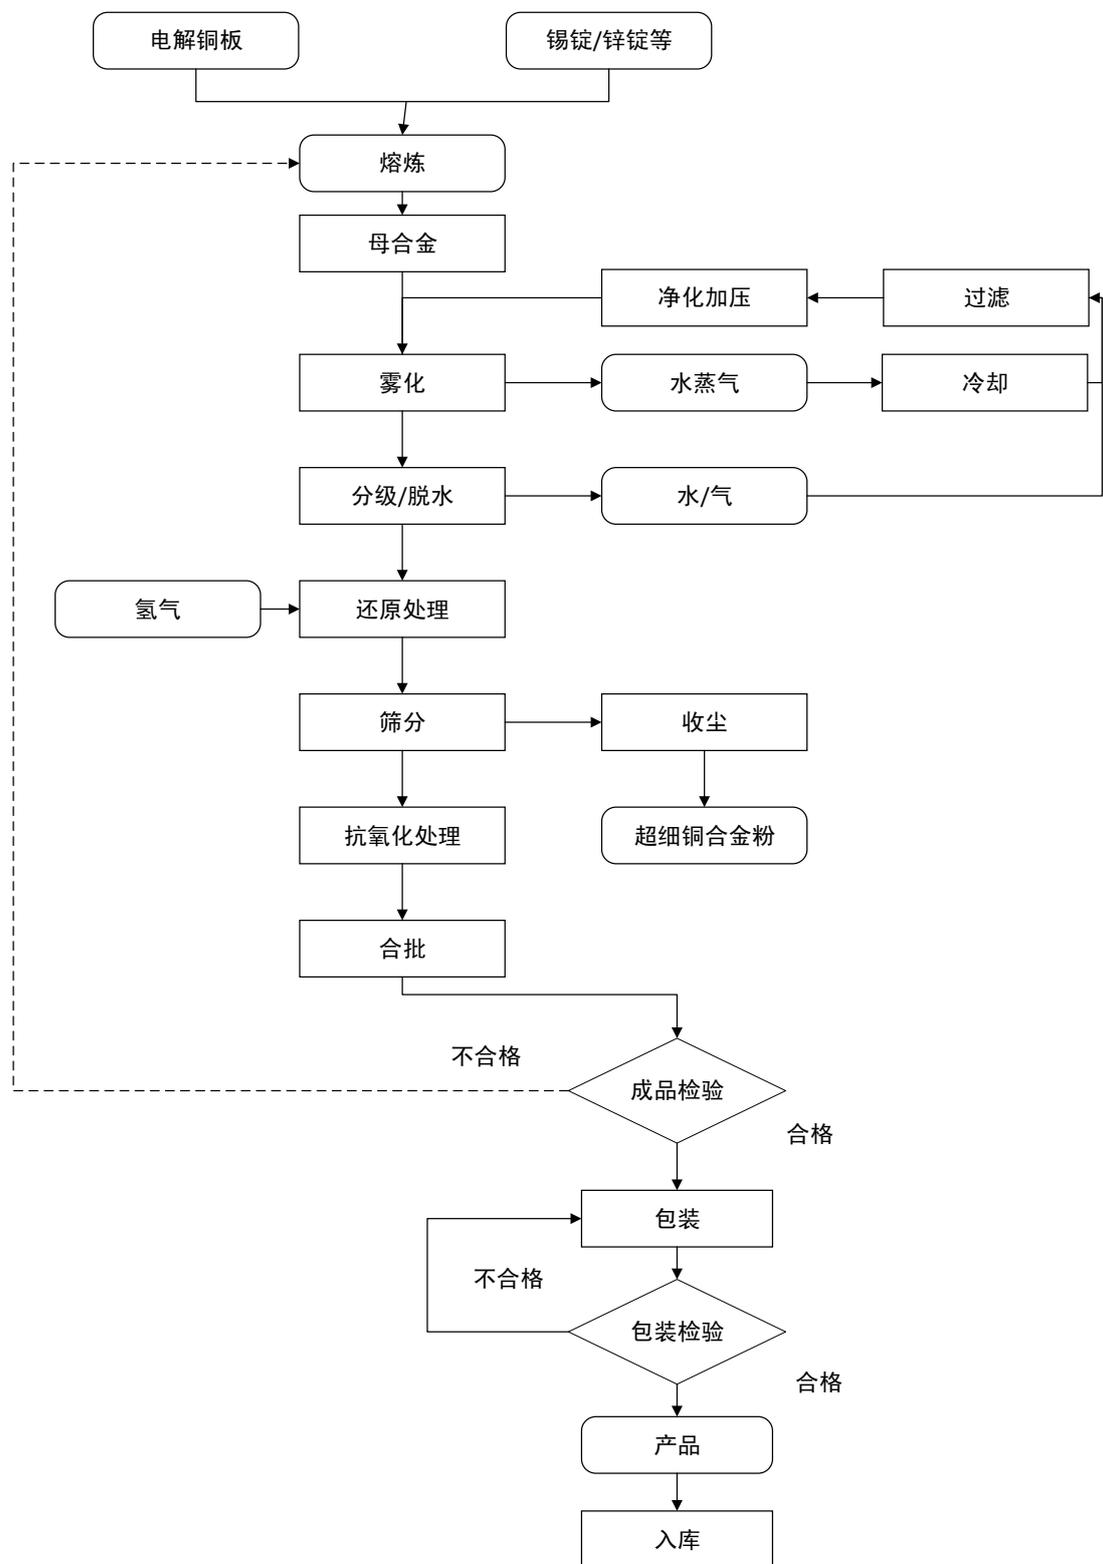 电解铜板
锡锭/锌锭等
熔炼
母合金
净化加压
过滤
雾化
水蒸气
冷却
分级/脱水
水/气
氢气
还原处理
筛分
收尘
抗氧化处理
超细铜合金粉
合批
不合格
成品检验
合格
包装
不合格
包装检验
合格
产品
入库